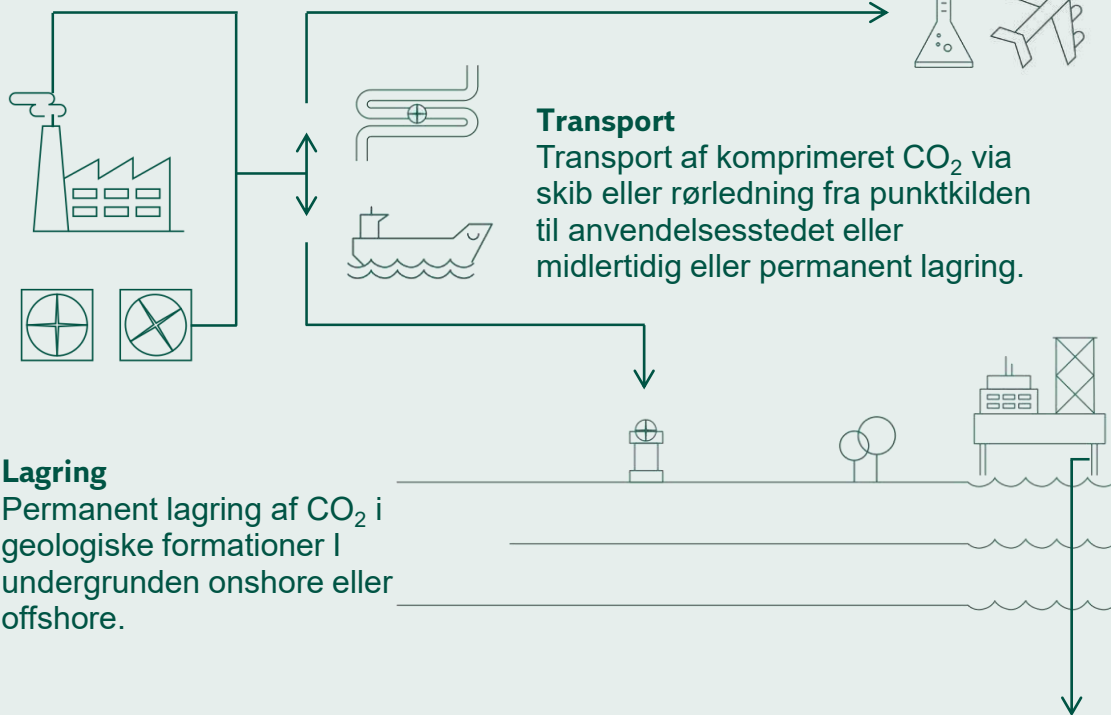 Transport
Transport af komprimeret CO₂ via
skib eller rørledning fra punktkilden
til anvendelsesstedet eller
midlertidig eller permanent lagring.
Lagring
Permanent lagring af CO₂ i
geologiske formationer I
undergrunden onshore eller
offshore.